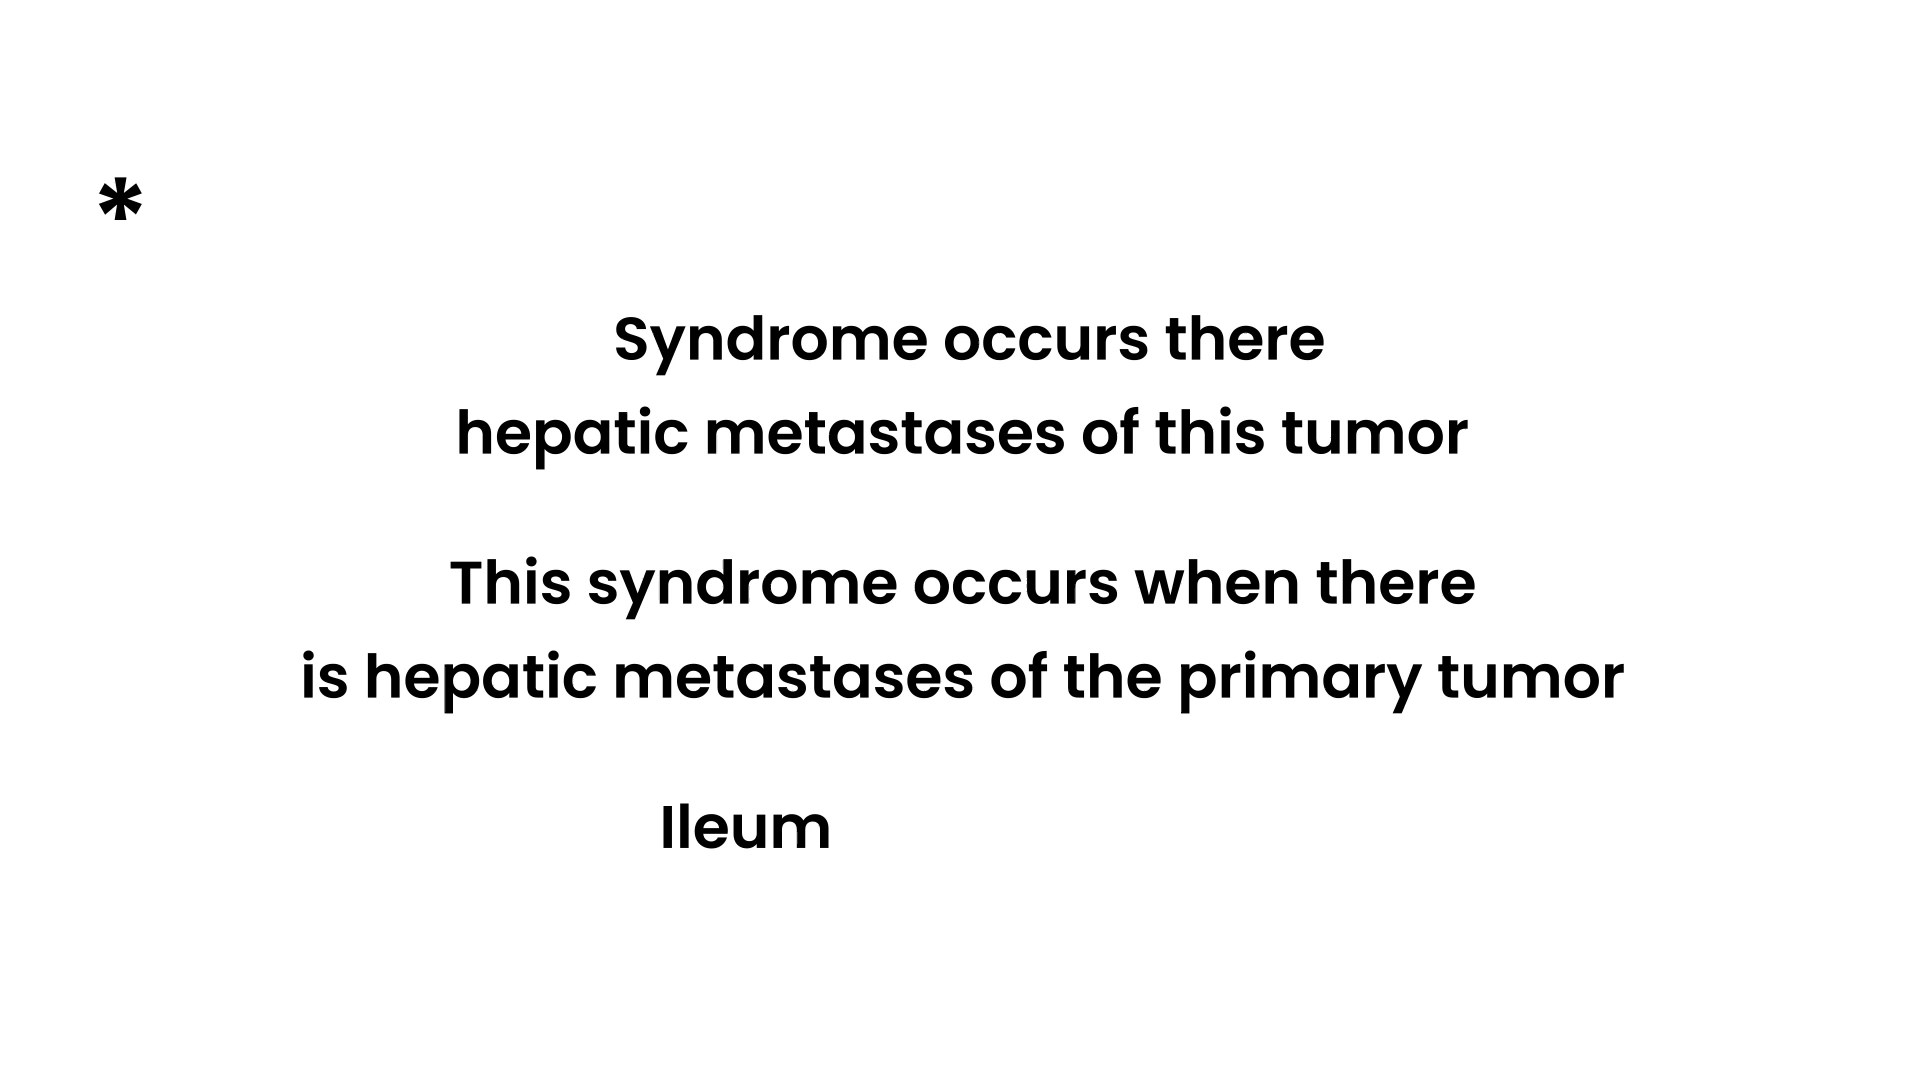 *
Syndrome occurs there
hepatic metastases of this tumor
This syndrome occurs when there
is hepatic metastases of the primary tumor
Ileum